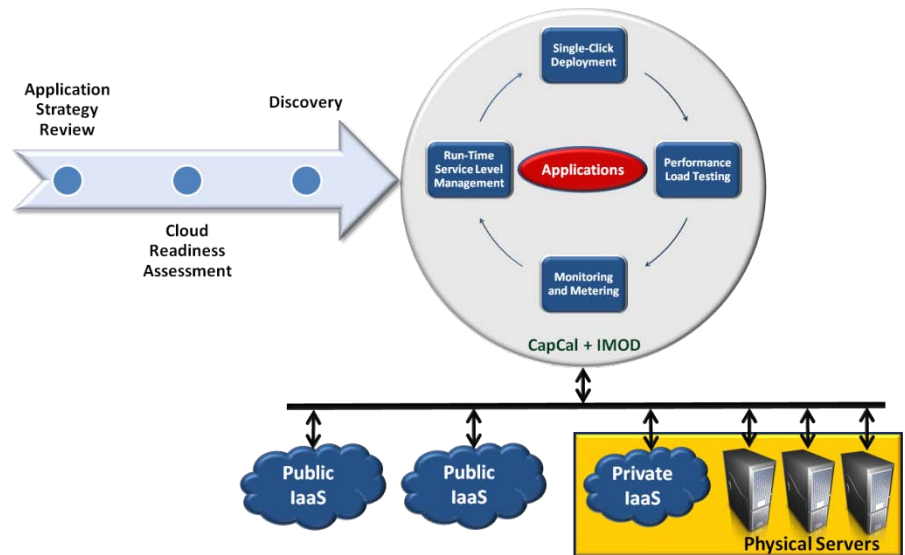 Application
Strategy
Review
Discovery
Cloud
Readiness
Assessment
Single-Click
Deployment
Run-Time
Service Level
Management
Applications
Performance
Load Testing
Monitoring
and Metering
CapCal + IMOD
Public
IaaS
Public
IaaS
Private
IaaS
Physical Servers